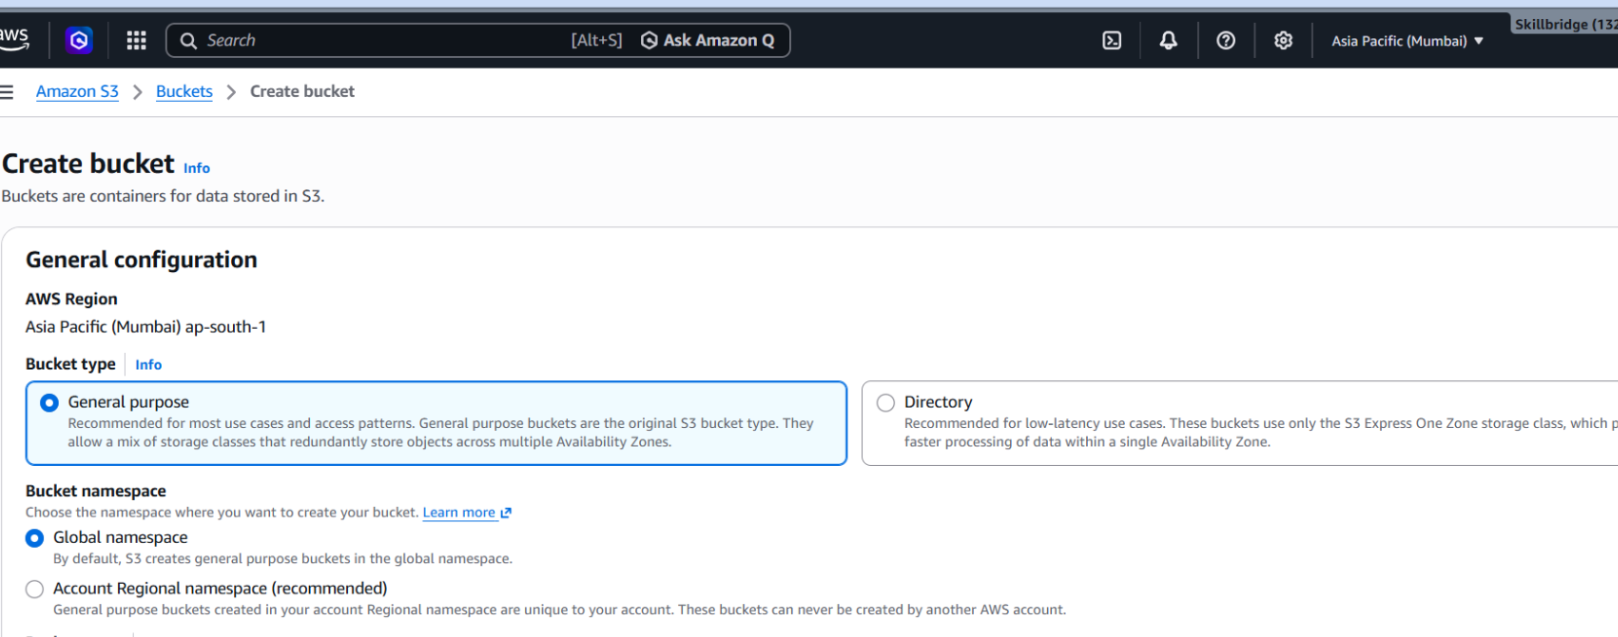 aws
Search [Alt+S] Ask Amazon Q Asia Pacific (Mumbai) Skillbridge (132
Amazon S3 > Buckets > Create bucket
Create bucket Info
Buckets are containers for data stored in S3.
General configuration
AWS Region
Asia Pacific (Mumbai) ap-south-1
Bucket type Info
General purpose
Recommended for most use cases and access patterns. General purpose buckets are the original S3 bucket type. They
allow a mix of storage classes that redundantly store objects across multiple Availability Zones.
Directory
Recommended for low-latency use cases. These buckets use only the S3 Express One Zone storage class, which p
faster processing of data within a single Availability Zone.
Bucket namespace
Choose the namespace where you want to create your bucket. Learn more
Global namespace
By default, S3 creates general purpose buckets in the global namespace.
Account Regional namespace (recommended)
General purpose buckets created in your account Regional namespace are unique to your account. These buckets can never be created by another AWS account.